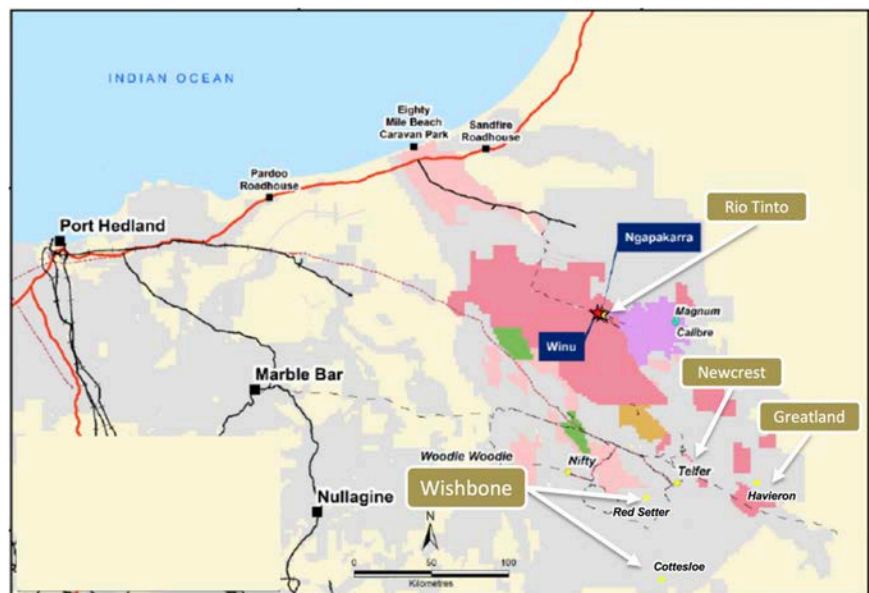 INDIAN OCEAN
Eighty
Mile Beach
Caravan Park
Sandfire
Roadhouse
Pardoo
Roadhouse
Rio Tinto
Port Hedland
Ngapakarra
Magnum
Calibre
Winu
Marble Bar
Newcrest
Greatland
Woodie Woodie
Nifty
Telfer
Wishbone
Havieron
Red Setter
Nullagine
N
0 50 100
Kilometres
Cottesloe